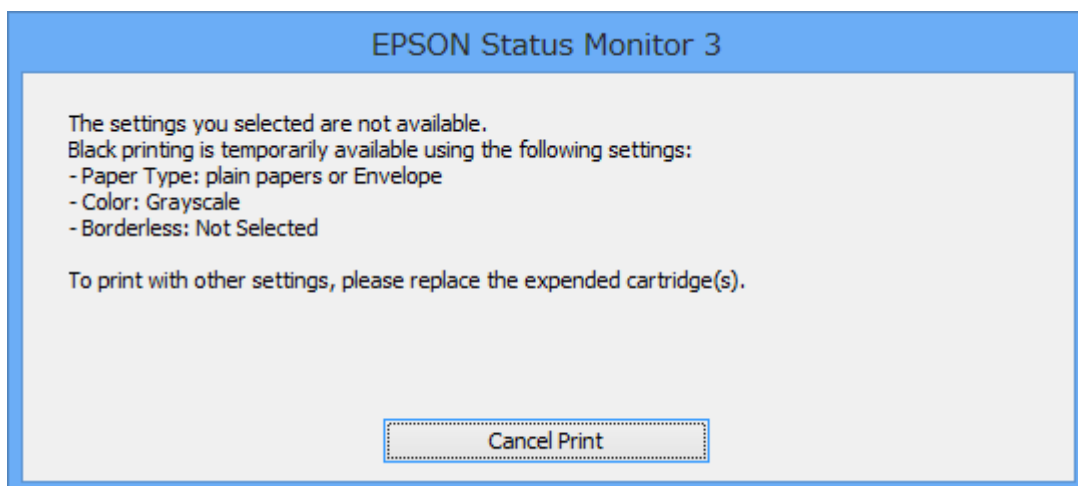 EPSON Status Monitor 3
The settings you selected are not available.
Black printing is temporarily available using the following settings:
- Paper Type: plain papers or Envelope
- Color: Grayscale
- Borderless: Not Selected
To print with other settings, please replace the expended cartridge(s).
Cancel Print